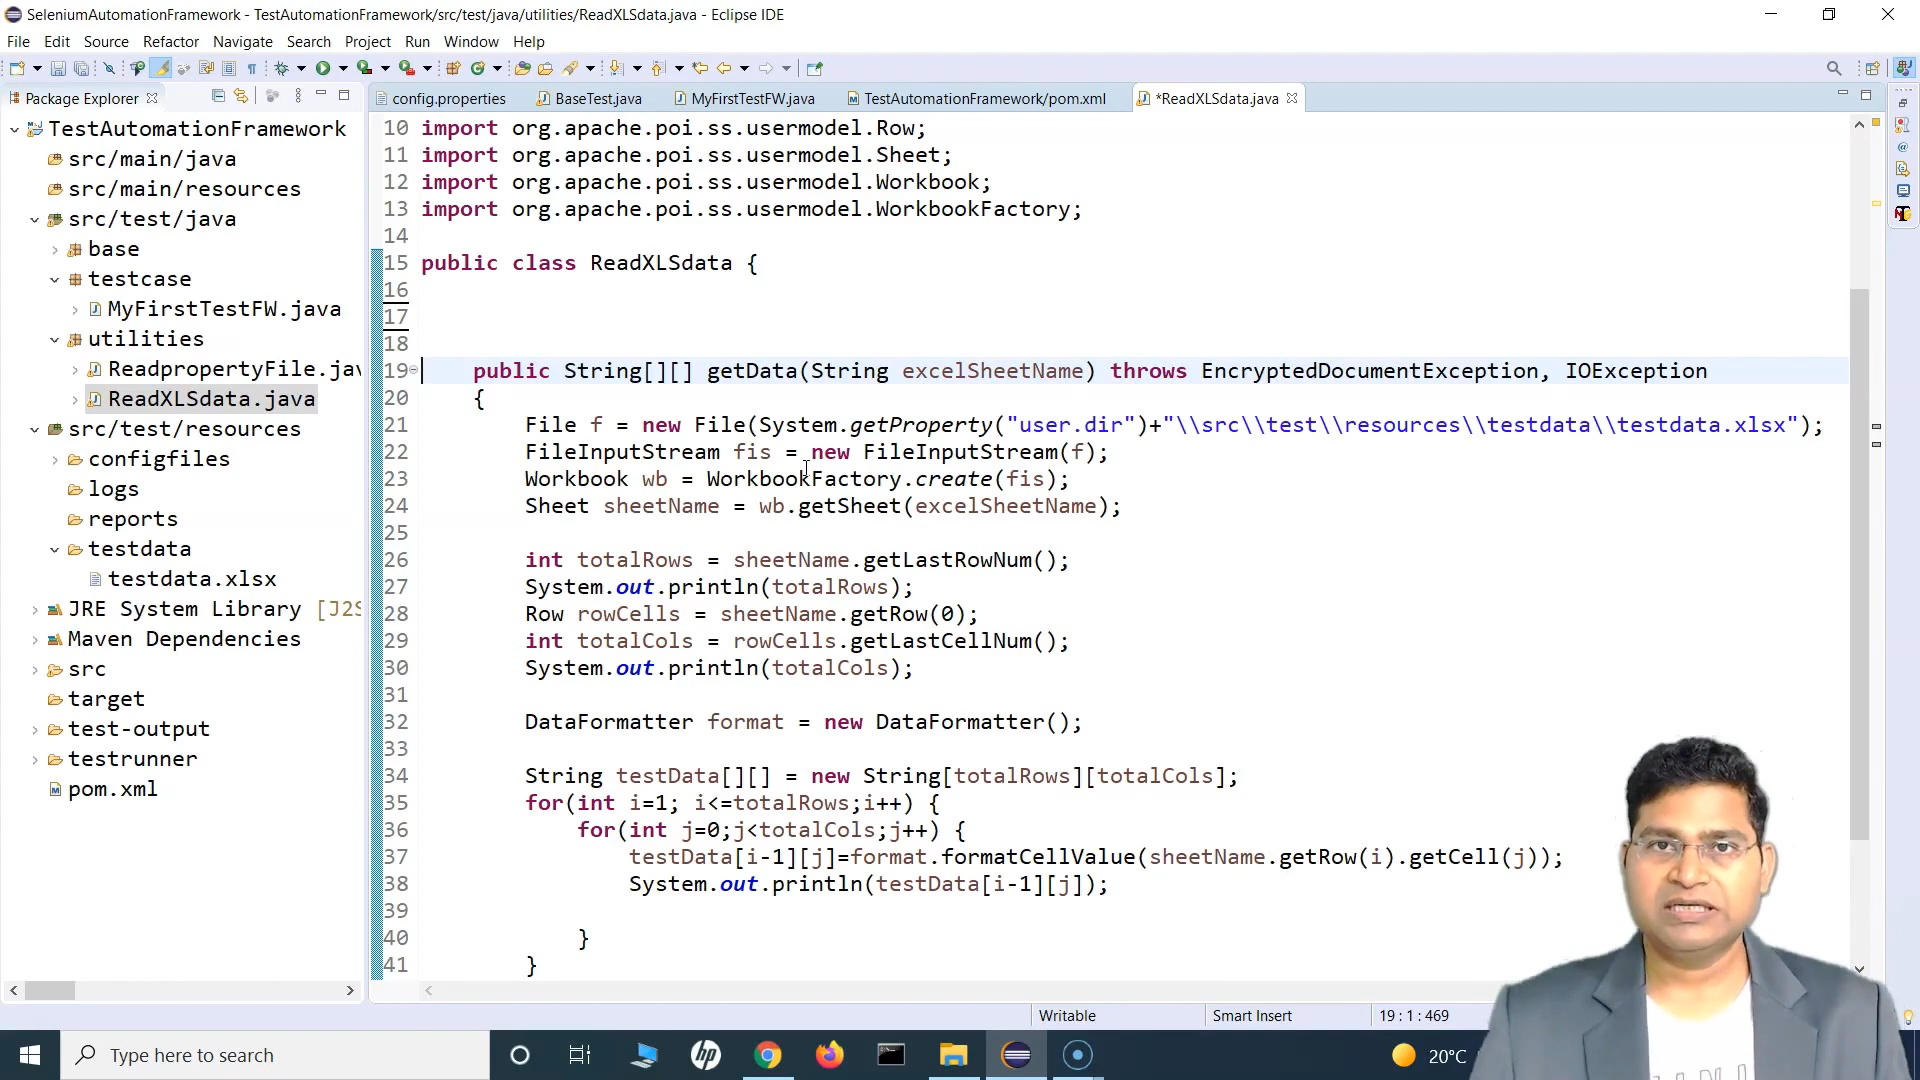 SeleniumAutomationFramework - TestAutomationFramework/src/test/java/utilities/ReadXLSdata.java - Eclipse IDE
File Edit Source Refactor Navigate Search Project Run Window Help
Package Explorer
config.properties BaseTest.java MyFirstTestFW.java TestAutomationFramework/pom.xml *ReadXLSdata.java
TestAutomationFramework
src/main/java
src/main/resources
src/test/java
base
testcase
MyFirstTestFW.java
utilities
ReadpropertyFile.jav
ReadXLSdata.java
src/test/resources
configfiles
logs
reports
testdata
testdata.xlsx
JRE System Library [J2S
Maven Dependencies
src
target
test-output
testrunner
pom.xml
10 import org.apache.poi.ss.usermodel.Row;
11 import org.apache.poi.ss.usermodel.Sheet;
12 import org.apache.poi.ss.usermodel.Workbook;
13 import org.apache.poi.ss.usermodel.WorkbookFactory;
14
15 public class ReadXLSdata {
16
17
18
19 public String[][] getData(String excelSheetName) throws EncryptedDocumentException, IOException
20 {
21 File f = new File(System.getProperty("user.dir")+"\\src\\test\\resources\\testdata\\testdata.xlsx");
22 FileInputStream fis = new FileInputStream(f);
23 Workbook wb = WorkbookFactory.create(fis);
24 Sheet sheetName = wb.getSheet(excelSheetName);
25
26 int totalRows = sheetName.getLastRowNum();
27 System.out.println(totalRows);
28 Row rowCells = sheetName.getRow(0);
29 int totalCols = rowCells.getLastCellNum();
30 System.out.println(totalCols);
31
32 DataFormatter format = new DataFormatter();
33
34 String testData[][] = new String[totalRows][totalCols];
35 for(int i=1; i<=totalRows;i++) {
36 for(int j=0;j<totalCols;j++) {
37 testData[i-1][j]=format.formatCellValue(sheetName.getRow(i).getCell(j));
38 System.out.println(testData[i-1][j]);
39
40 }
41 }
Writable Smart Insert 19 : 1 : 469
Type here to search
hp
20°C